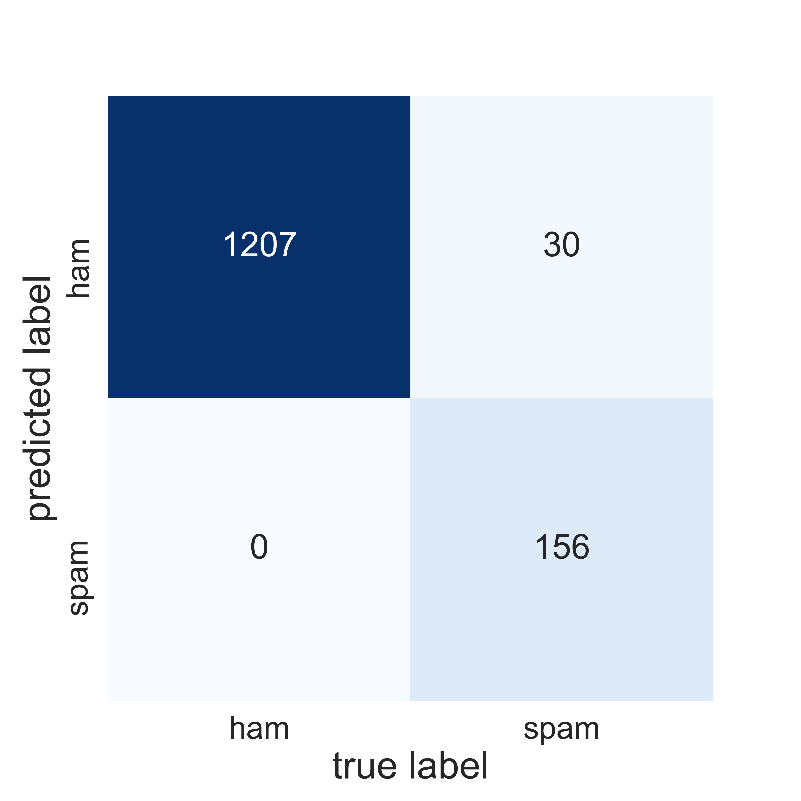 predicted label
ham
1207 30
spam
0 156
ham spam
true label